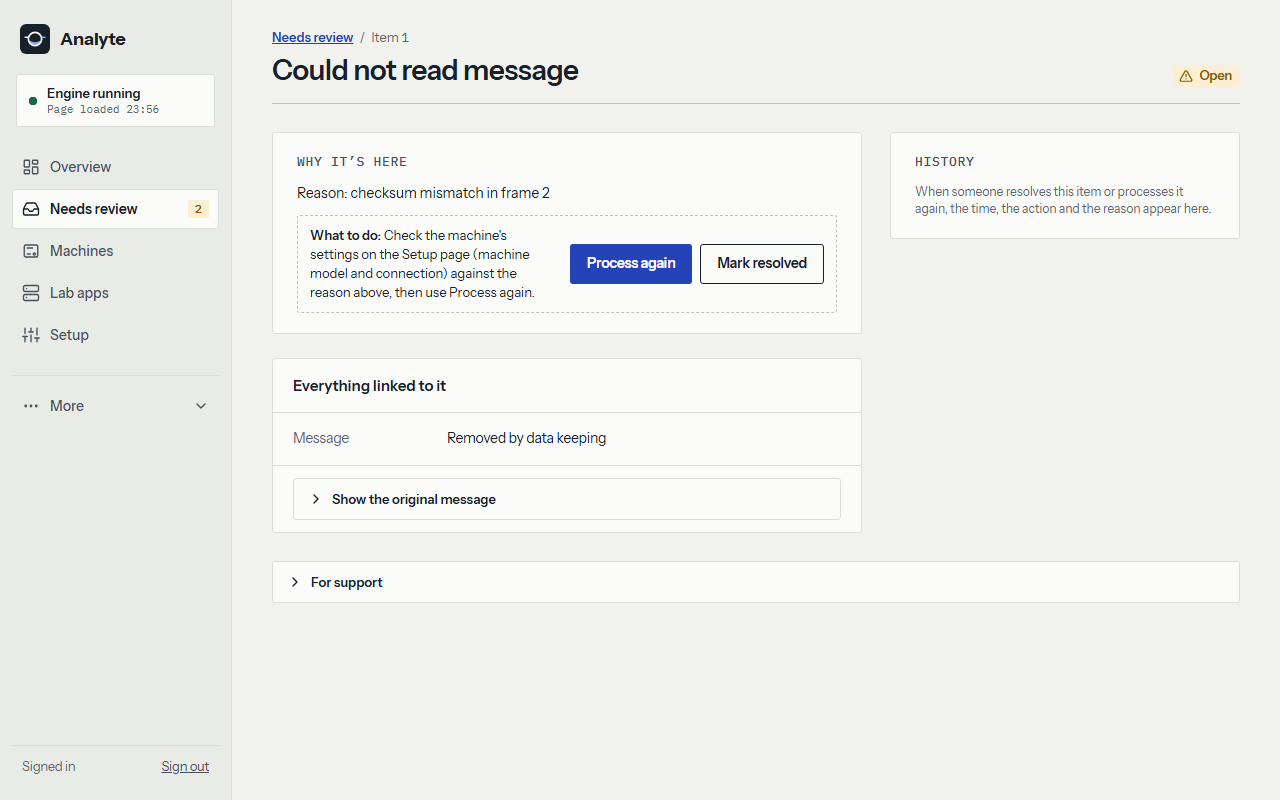 Analyte
Engine running
Page loaded 23:56
Overview
Needs review 2
Machines
Lab apps
Setup
More
Signed in Sign out
Needs review / Item 1
Could not read message
Open
WHY IT’S HERE
Reason: checksum mismatch in frame 2
What to do: Check the machine's
settings on the Setup page (machine
model and connection) against the
reason above, then use Process again.
Process again Mark resolved
Everything linked to it
Message Removed by data keeping
Show the original message
HISTORY
When someone resolves this item or processes it
again, the time, the action and the reason appear here.
For support